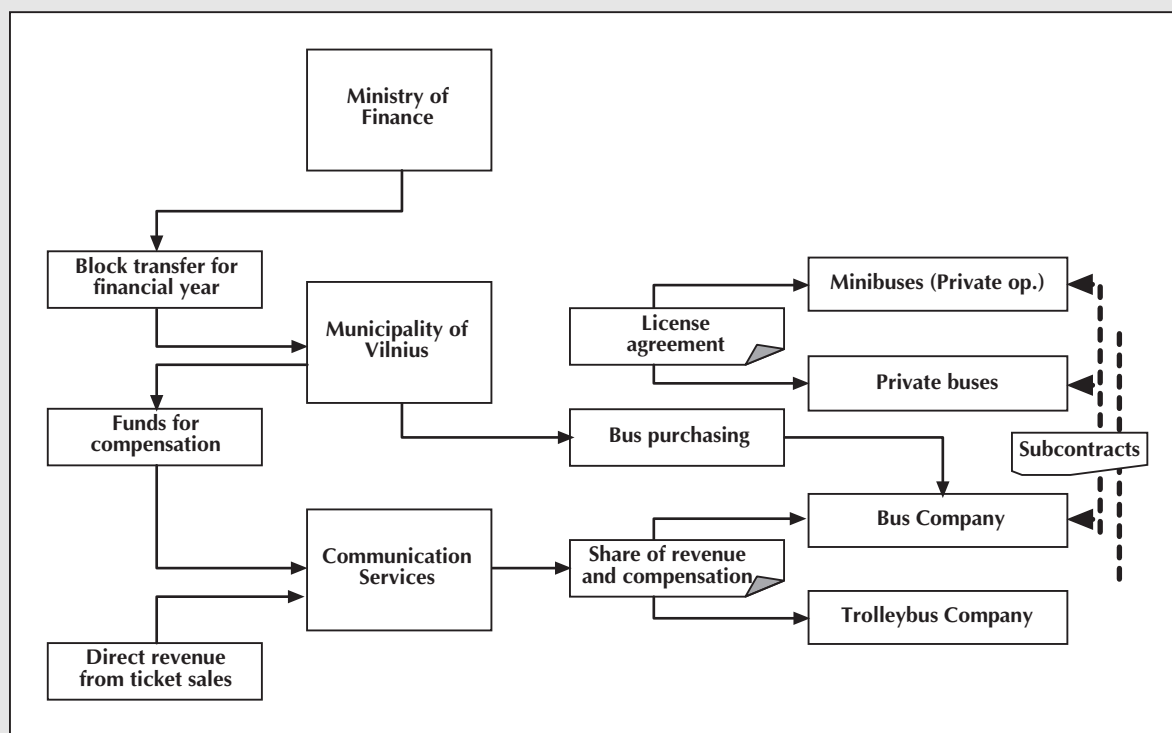 Ministry of
Finance
Block transfer for
financial year
Municipality of
Vilnius
Funds for
compensation
Communication
Services
Direct revenue
from ticket sales
License
agreement
Bus purchasing
Share of revenue
and compensation
Minibuses (Private op.)
Private buses
Bus Company
Trolleybus Company
Subcontracts